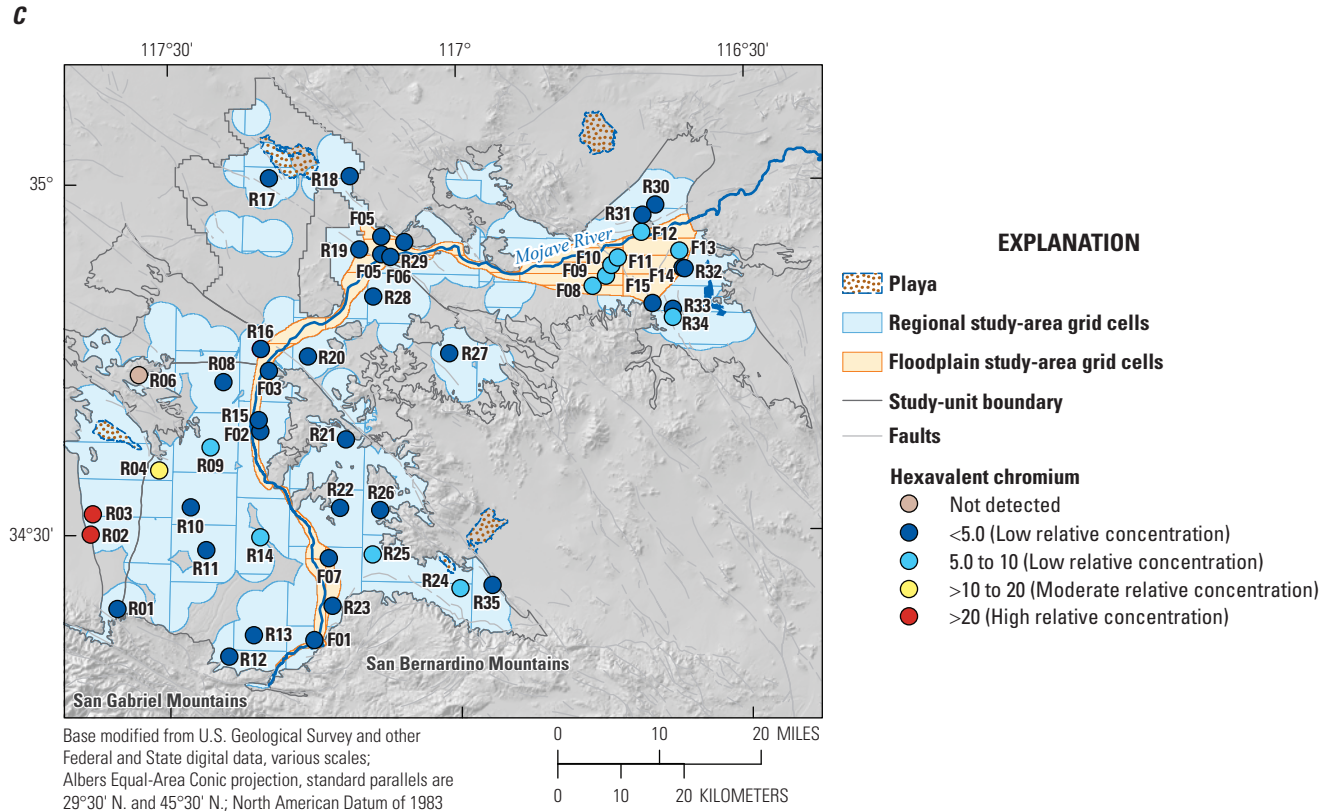 C
117°30'
117°
116°30'
35°
34°30'
R17
R18
R30
R31
F05
R19
F12
F13
Mojave River
R29
F10
F11
F05
F06
F09
F14
R32
F08
F15
R28
R33
R34
R16
R20
R27
R08
R06
F03
R15
F02
R21
R09
R04
R22
R26
R03
R10
R02
R14
R25
R11
F07
R24
R35
R01
R23
R13
F01
R12
San Bernardino Mountains
San Gabriel Mountains
Base modified from U.S. Geological Survey and other
Federal and State digital data, various scales;
Albers Equal-Area Conic projection, standard parallels are
29°30' N. and 45°30' N.; North American Datum of 1983
0 10 20 MILES
0 10 20 KILOMETERS
EXPLANATION
Playa
Regional study-area grid cells
Floodplain study-area grid cells
Study-unit boundary
Faults
Hexavalent chromium
Not detected
<5.0 (Low relative concentration)
5.0 to 10 (Low relative concentration)
>10 to 20 (Moderate relative concentration)
>20 (High relative concentration)